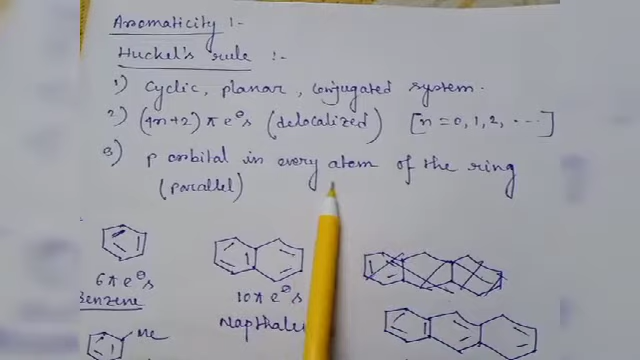 Aromaticity :-
Huckel's rule :-
1) Cyclic, planar, conjugated system.
2) (4n+2) π e⊖s (delocalized) [n = 0, 1, 2, ---]
3) p orbital in every atom of the ring
(parallel)
6π e⊖s
Benzene
10π e⊖s
Me